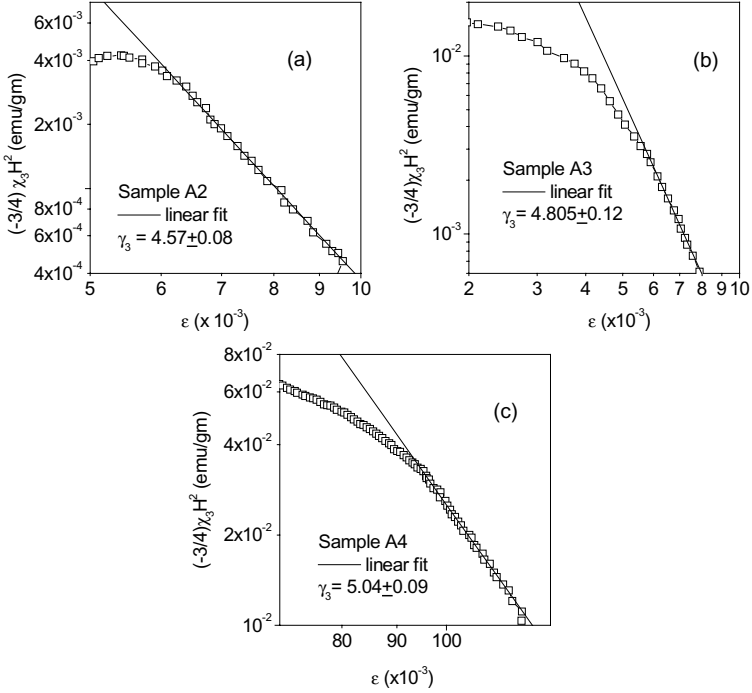 (a)
6x10⁻³
4x10⁻³
2x10⁻³
8x10⁻⁴
6x10⁻⁴
4x10⁻⁴
(-3/4) χ₃H² (emu/gm)
Sample A2
linear fit
γ₃ = 4.57±0.08
5 6 7 8 9 10
ε (x 10⁻³)
(b)
10⁻²
10⁻³
(-3/4)χ₃H² (emu/gm)
Sample A3
linear fit
γ₃ = 4.805±0.12
2 3 4 5 6 7 8 9 10
ε (x10⁻³)
(c)
8x10⁻²
6x10⁻²
4x10⁻²
2x10⁻²
10⁻²
(-3/4)χ₃H² (emu/gm)
Sample A4
linear fit
γ₃ = 5.04±0.09
80 90 100
ε (x10⁻³)